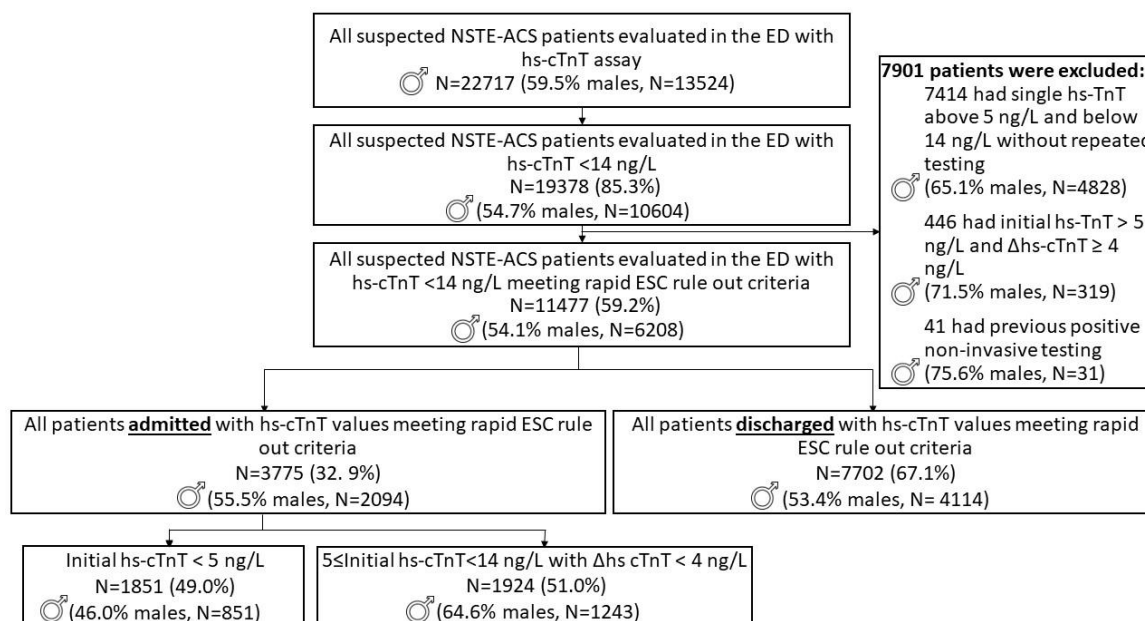 All suspected NSTE-ACS patients evaluated in the ED with
hs-cTnT assay
N=22717 (59.5% males, N=13524)
All suspected NSTE-ACS patients evaluated in the ED with
hs-cTnT <14 ng/L
N=19378 (85.3%)
(54.7% males, N=10604)
7901 patients were excluded:
7414 had single hs-TnT
above 5 ng/L and below
14 ng/L without repeated
testing
(65.1% males, N=4828)
446 had initial hs-TnT > 5
ng/L and Δhs-cTnT ≥ 4
ng/L
(71.5% males, N=319)
41 had previous positive
non-invasive testing
(75.6% males, N=31)
All suspected NSTE-ACS patients evaluated in the ED with
hs-cTnT <14 ng/L meeting rapid ESC rule out criteria
N=11477 (59.2%)
(54.1% males, N=6208)
All patients admitted with hs-cTnT values meeting rapid ESC rule
out criteria
N=3775 (32. 9%)
(55.5% males, N=2094)
All patients discharged with hs-cTnT values meeting rapid
ESC rule out criteria
N=7702 (67.1%)
(53.4% males, N= 4114)
Initial hs-cTnT < 5 ng/L
N=1851 (49.0%)
(46.0% males, N=851)
5≤Initial hs-cTnT<14 ng/L with Δhs cTnT < 4 ng/L
N=1924 (51.0%)
(64.6% males, N=1243)